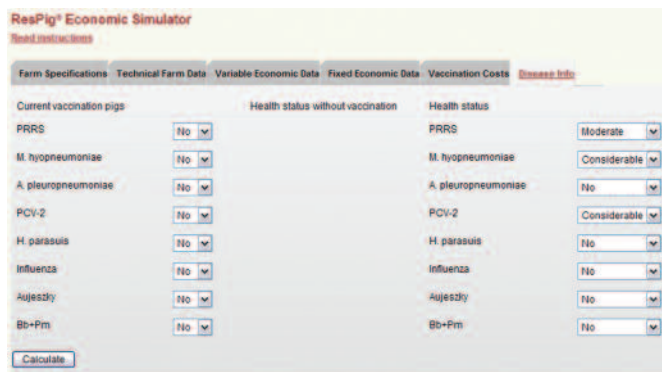 ResPig® Economic Simulator
Read instructions
Farm Specifications Technical Farm Data Variable Economic Data Fixed Economic Data Vaccination Costs Disease Info
Current vaccination pigs Health status without vaccination Health status
PRRS No PRRS Moderate
M. hyopneumoniae No M. hyopneumoniae Considerable
A. pleuropneumoniae No A. pleuropneumoniae No
PCV-2 No PCV-2 Considerable
H. parasuis No H. parasuis No
Influenza No Influenza No
Aujeszky No Aujeszky No
Bb+Pm No Bb+Pm No
Calculate